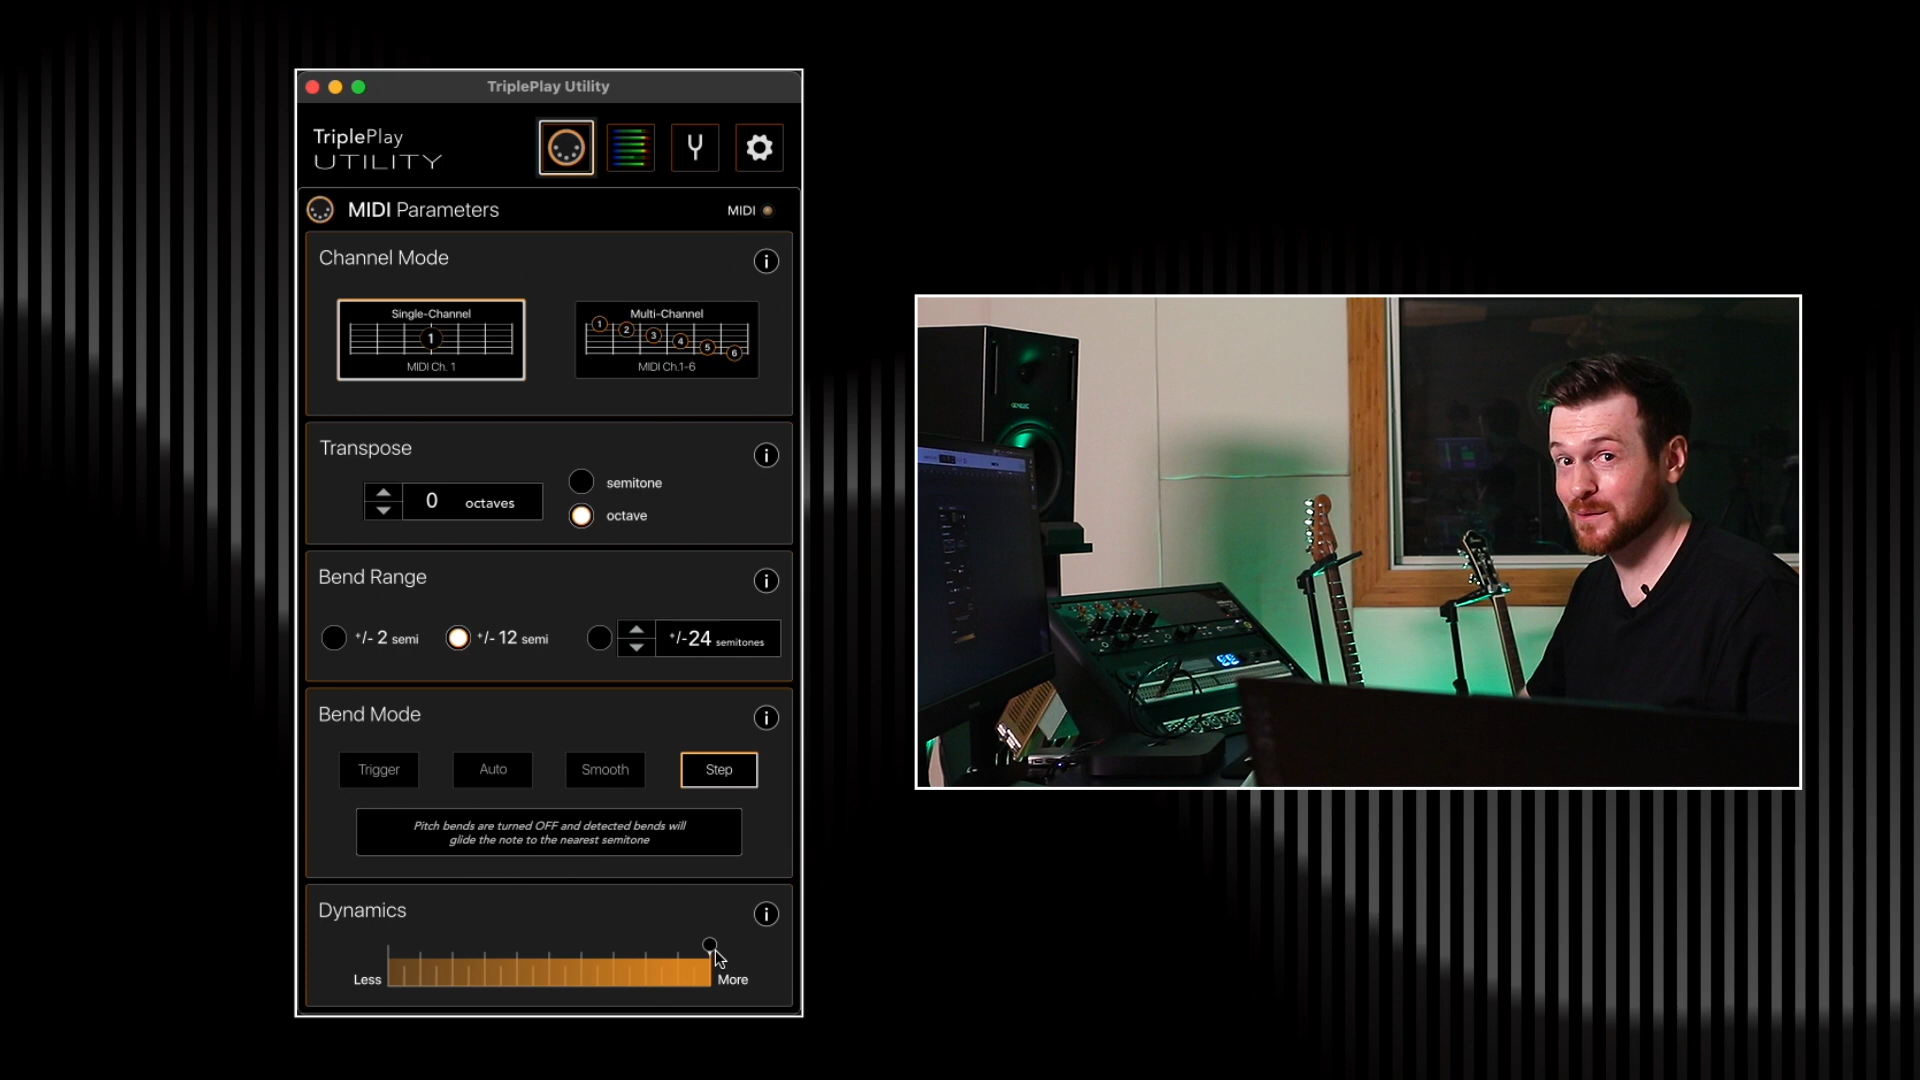 TriplePlay Utility
TriplePlay
UTILITY
MIDI Parameters
MIDI
Channel Mode
i
Single-Channel
1
MIDI Ch. 1
Multi-Channel
1 2 3 4 5 6
MIDI Ch.1-6
Transpose
i
0 octaves
semitone
octave
Bend Range
i
+/- 2 semi
+/- 12 semi
+/-24 semitones
Bend Mode
i
Trigger
Auto
Smooth
Step
Pitch bends are turned OFF and detected bends will
glide the note to the nearest semitone
Dynamics
i
Less
More
GENELEC